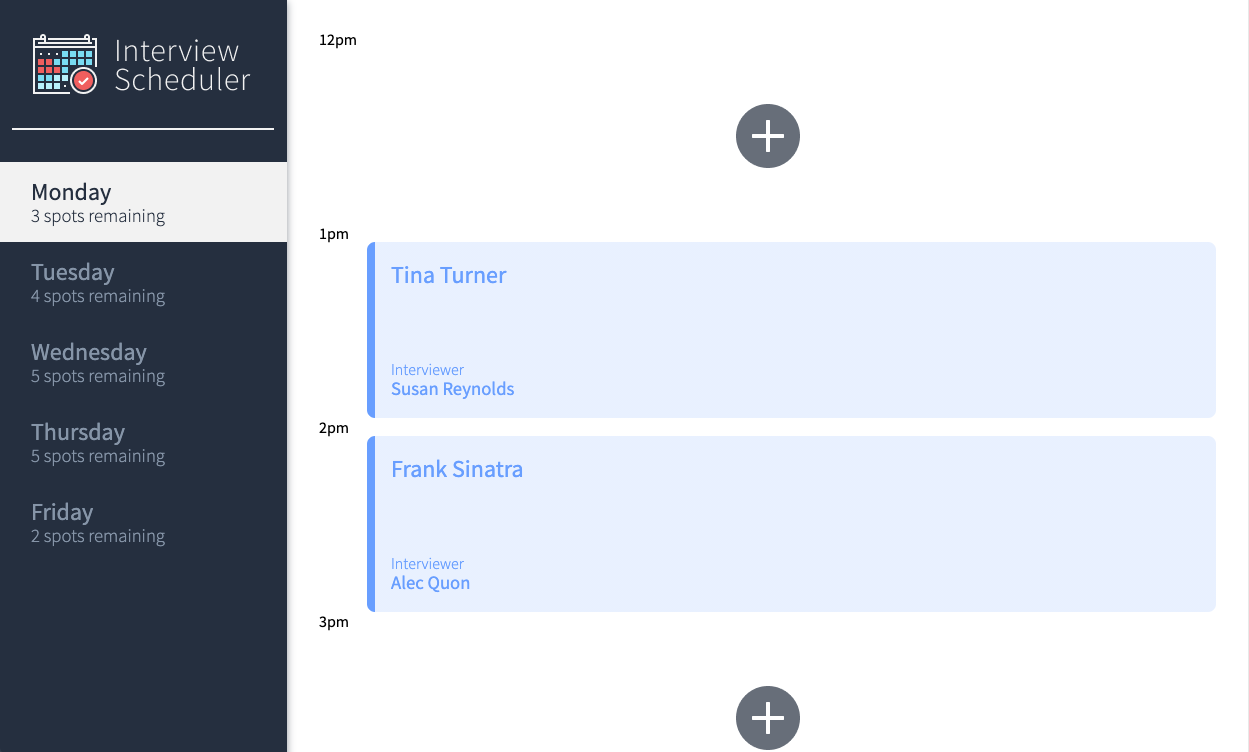 Interview
Scheduler
Monday
3 spots remaining
Tuesday
4 spots remaining
Wednesday
5 spots remaining
Thursday
5 spots remaining
Friday
2 spots remaining
12pm
1pm
Tina Turner
Interviewer
Susan Reynolds
2pm
Frank Sinatra
Interviewer
Alec Quon
3pm